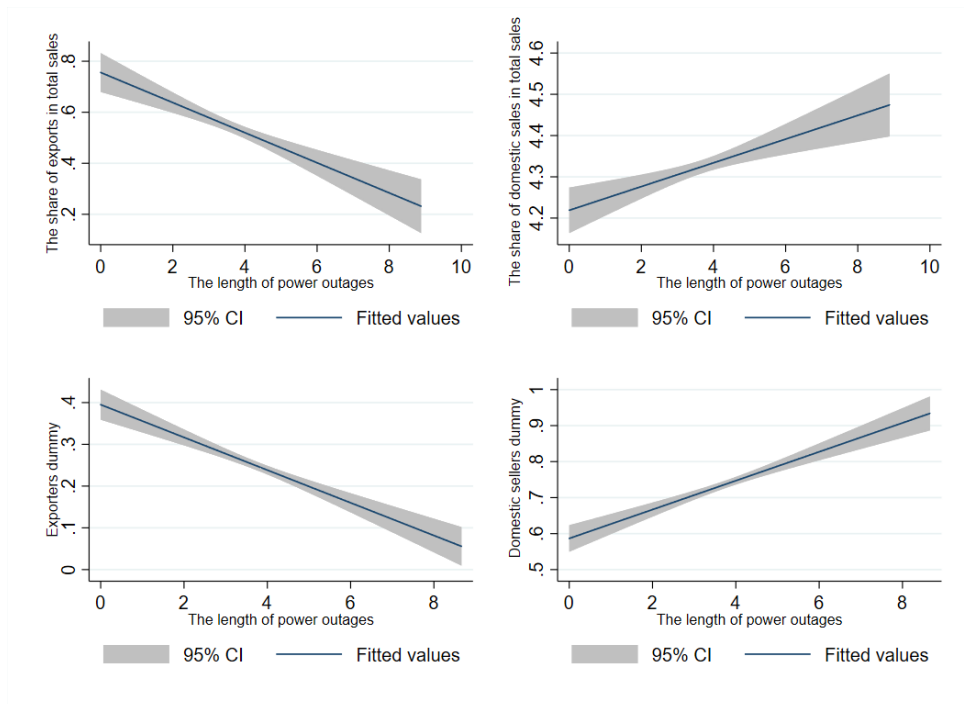 The share of exports in total sales
.8
.6
.4
.2
0 2 4 6 8 10
The length of power outages
95% CI Fitted values
The share of domestic sales in total sales
4.6
4.5
4.4
4.3
4.2
0 2 4 6 8 10
The length of power outages
95% CI Fitted values
Exporters dummy
.4
.3
.2
.1
0
0 2 4 6 8
The length of power outages
95% CI Fitted values
Domestic sellers dummy
1
.9
.8
.7
.6
.5
0 2 4 6 8
The length of power outages
95% CI Fitted values